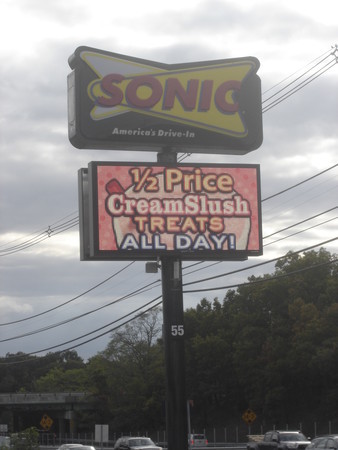 SONIC
America's Drive-In
1/2 Price
CreamSlush
TREATS
ALL DAY!
55